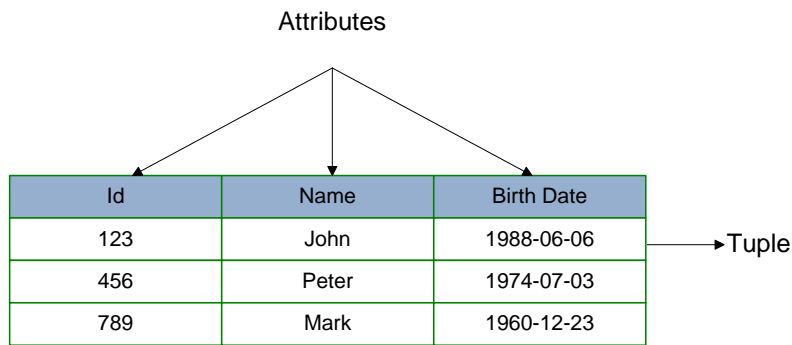 Attributes
Id Name Birth Date
123 John 1988-06-06
Tuple
456 Peter 1974-07-03
789 Mark 1960-12-23